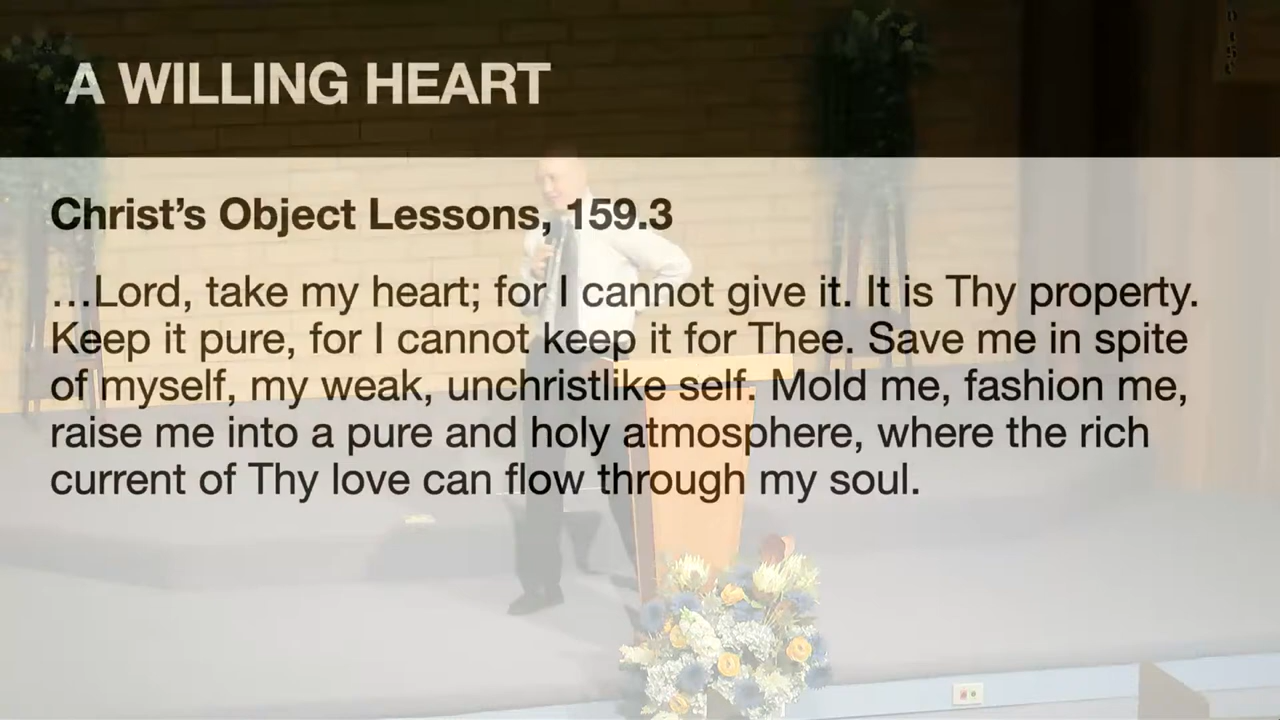 A WILLING HEART
Christ's Object Lessons, 159.3
…Lord, take my heart; for I cannot give it. It is Thy property.
Keep it pure, for I cannot keep it for Thee. Save me in spite
of myself, my weak, unchristlike self. Mold me, fashion me,
raise me into a pure and holy atmosphere, where the rich
current of Thy love can flow through my soul.